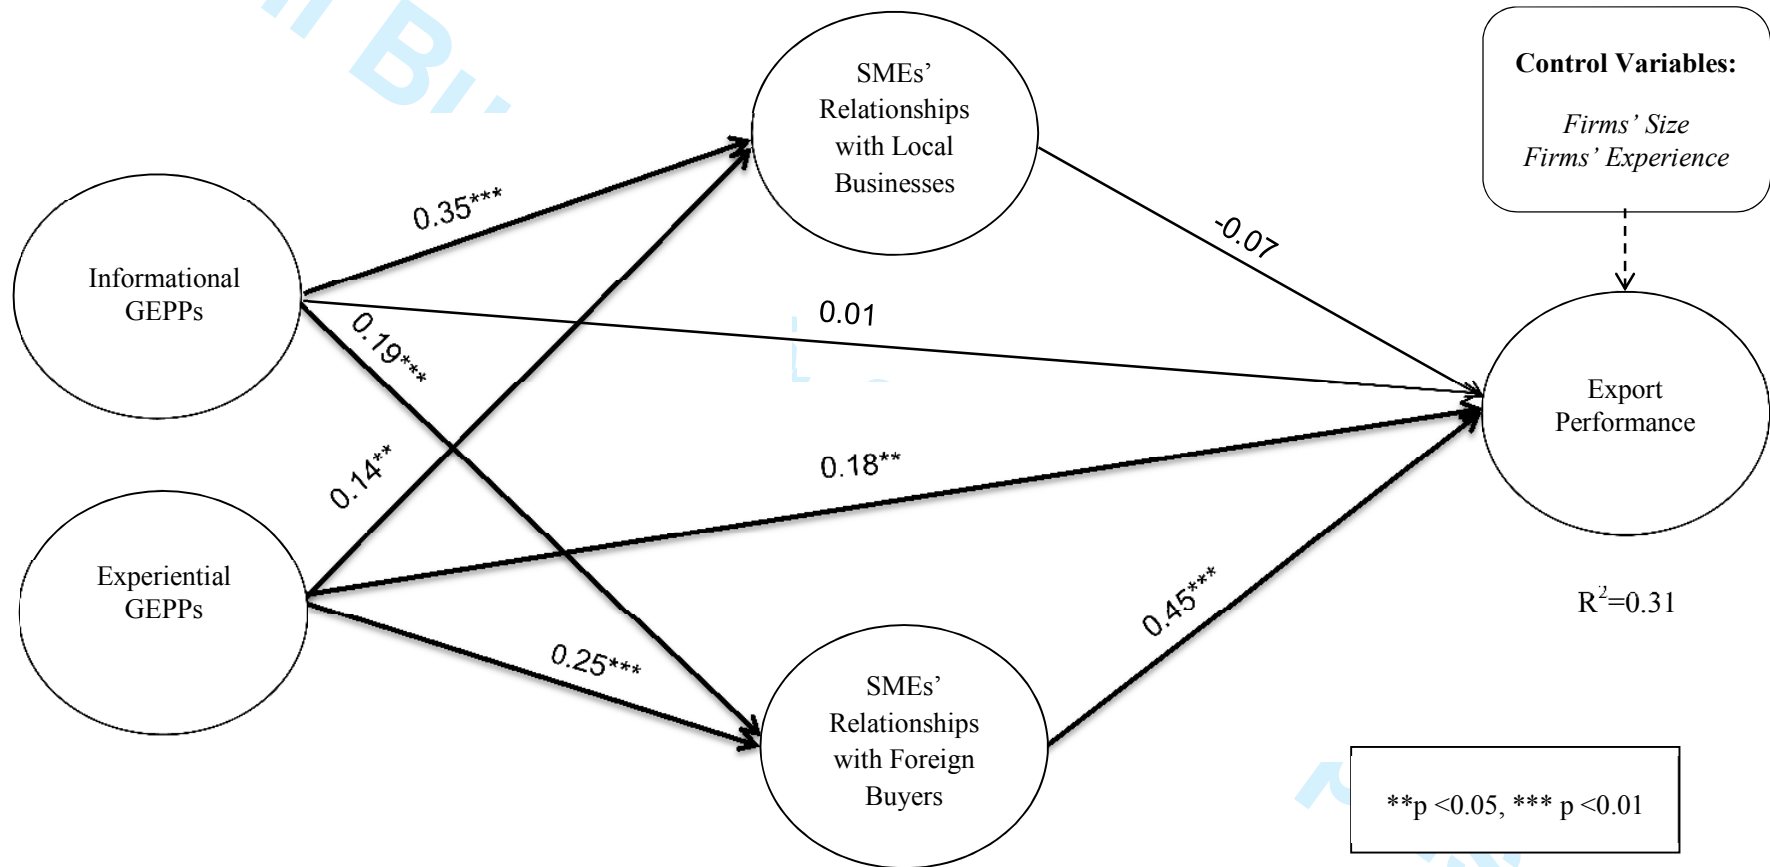 SMEs’
Relationships
with Local
Businesses
Control Variables:
Firms’ Size
Firms’ Experience
Informational
GEPPs
0.35***
-0.07
0.01
0.19***
Export
Performance
0.14**
0.18**
Experiential
GEPPs
0.25***
0.45***
R²=0.31
SMEs’
Relationships
with Foreign
Buyers
**p <0.05, *** p <0.01